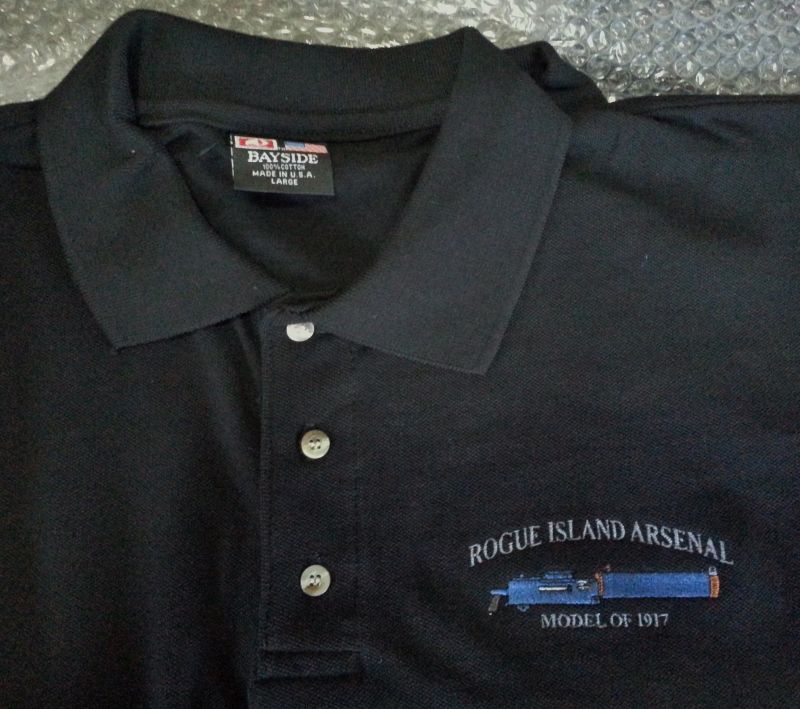 BAYSIDE
100% COTTON
MADE IN U.S.A.
LARGE
ROGUE ISLAND ARSENAL
MODEL OF 1917